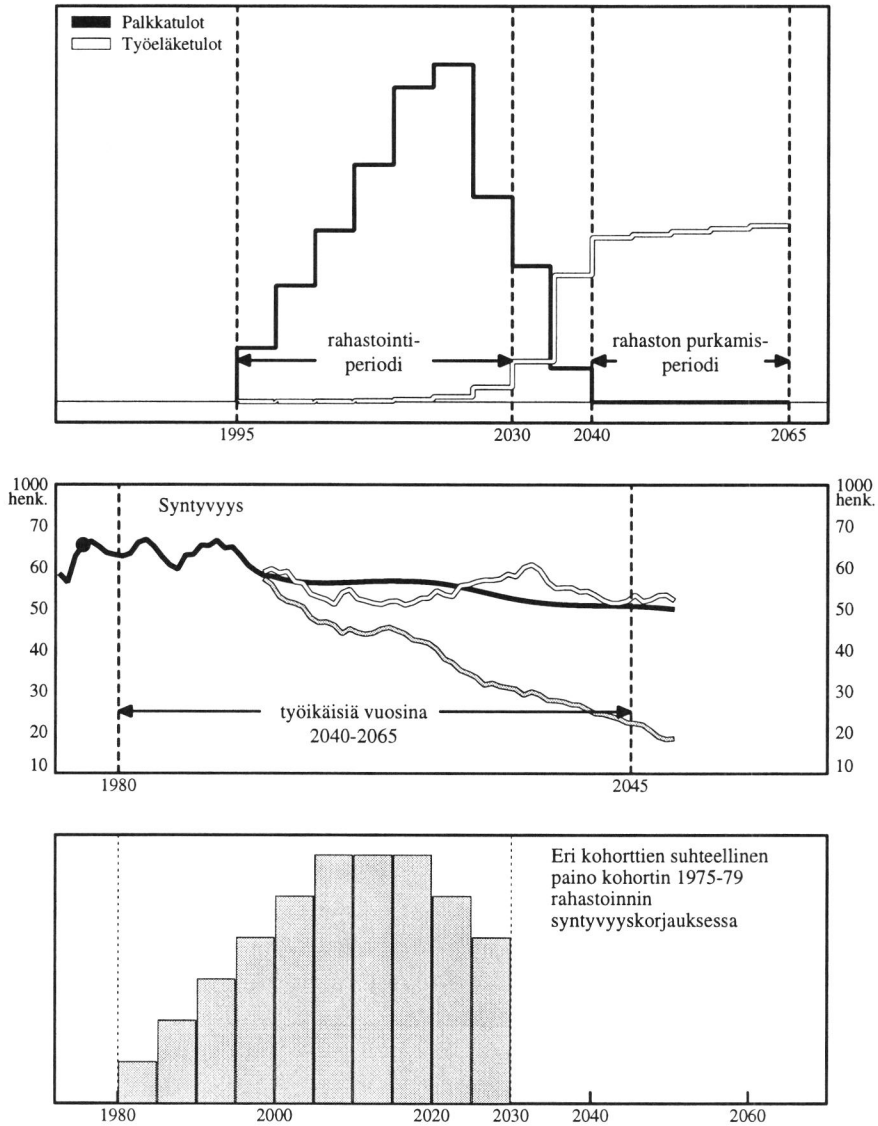 Palkkatulot
Työeläketulot
rahastointi-
periodi
rahaston purkamis-
periodi
1995
2030
2040
2065
1000
henk.
70
60
50
40
30
20
10
Syntyvyys
työikäisiä vuosina
2040-2065
1000
henk.
70
60
50
40
30
20
10
1980
2045
Eri kohorttien suhteellinen
paino kohortin 1975-79
rahastoinnin
syntyvyyskorjauksessa
1980
2000
2020
2030
2040
2060